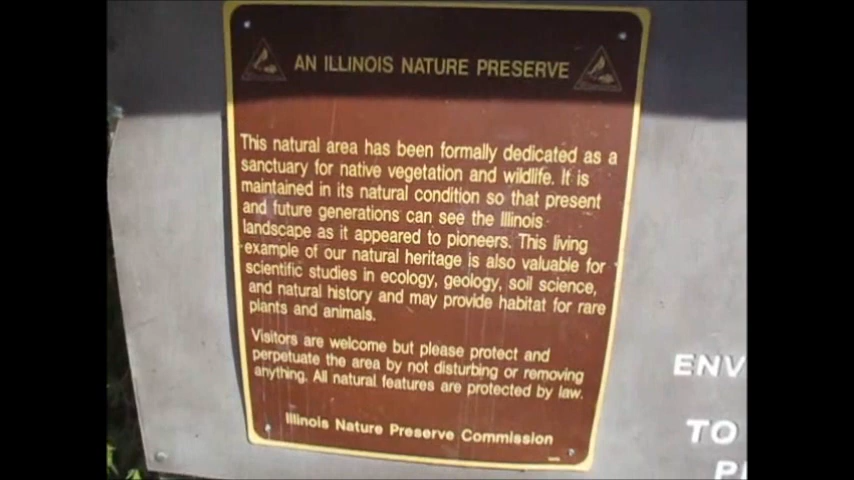 AN ILLINOIS NATURE PRESERVE
This natural area has been formally dedicated as a
sanctuary for native vegetation and wildlife. It is
maintained in its natural condition so that present
and future generations can see the Illinois
landscape as it appeared to pioneers. This living
example of our natural heritage is also valuable for
scientific studies in ecology, geology, soil science,
and natural history and may provide habitat for rare
plants and animals.
Visitors are welcome but please protect and
perpetuate the area by not disturbing or removing
anything. All natural features are protected by law.
Illinois Nature Preserve Commission
ENV
TO